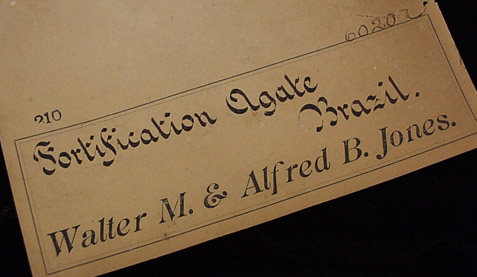 60202
210
Fortification Agate
Brazil.
Walter M. & Alfred B. Jones.